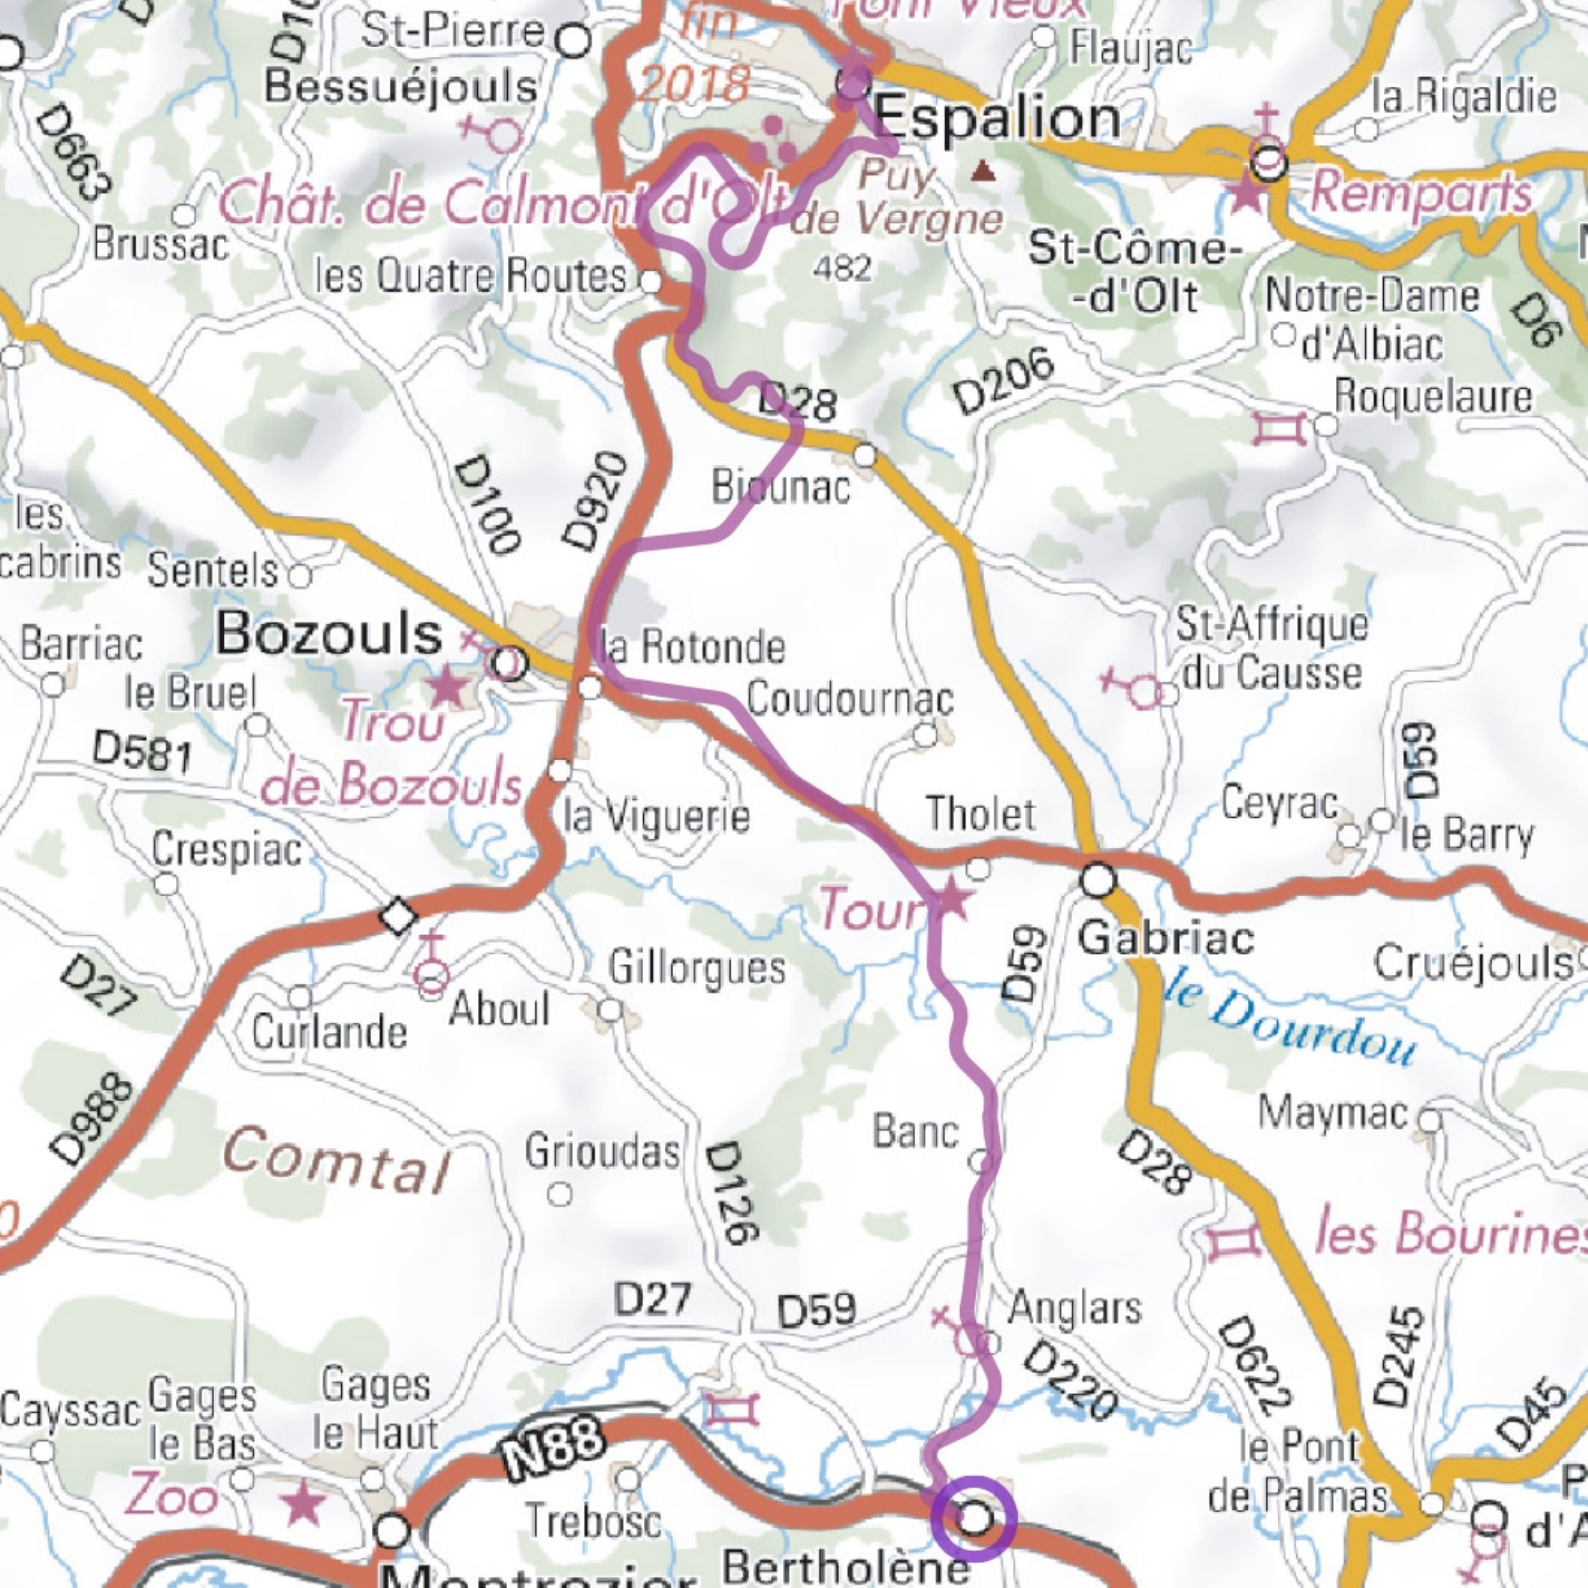 fin
2018
Pont Vieux
St-Pierre
Bessuéjouls
Flaujac
la Rigaldie
Espalion
D663
Puy
de Vergne
482
Remparts
Chât. de Calmont d'Olt
Brussac
les Quatre Routes
St-Côme-
-d'Olt
Notre-Dame
d'Albiac
D6
D206
Roquelaure
D28
Biounac
D100
D920
les
cabrins
Sentels
Bozouls
Barriac
le Bruel
la Rotonde
Coudournac
St-Affrique
du Causse
Trou
de Bozouls
D581
la Viguerie
Tholet
Ceyrac
D59
le Barry
Crespiac
Tour
Gabriac
D59
Cruéjouls
D27
Gillorgues
Aboul
Curlande
le Dourdou
D988
Comtal
Grioudas
D126
Banc
Maymac
D28
les Bourines
D27
D59
Anglars
D220
D622
D245
D45
Cayssac
Gages
le Bas
Gages
le Haut
N88
Zoo
Trebosc
le Pont
de Palmas
d'A
Bertholène
Montrozier